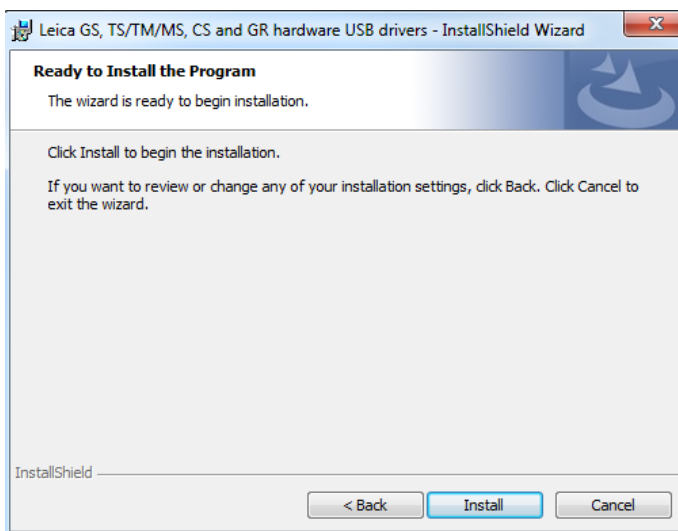 Leica GS, TS/TM/MS, CS and GR hardware USB drivers - InstallShield Wizard
Ready to Install the Program
The wizard is ready to begin installation.
Click Install to begin the installation.
If you want to review or change any of your installation settings, click Back. Click Cancel to
exit the wizard.
InstallShield
< Back Install Cancel